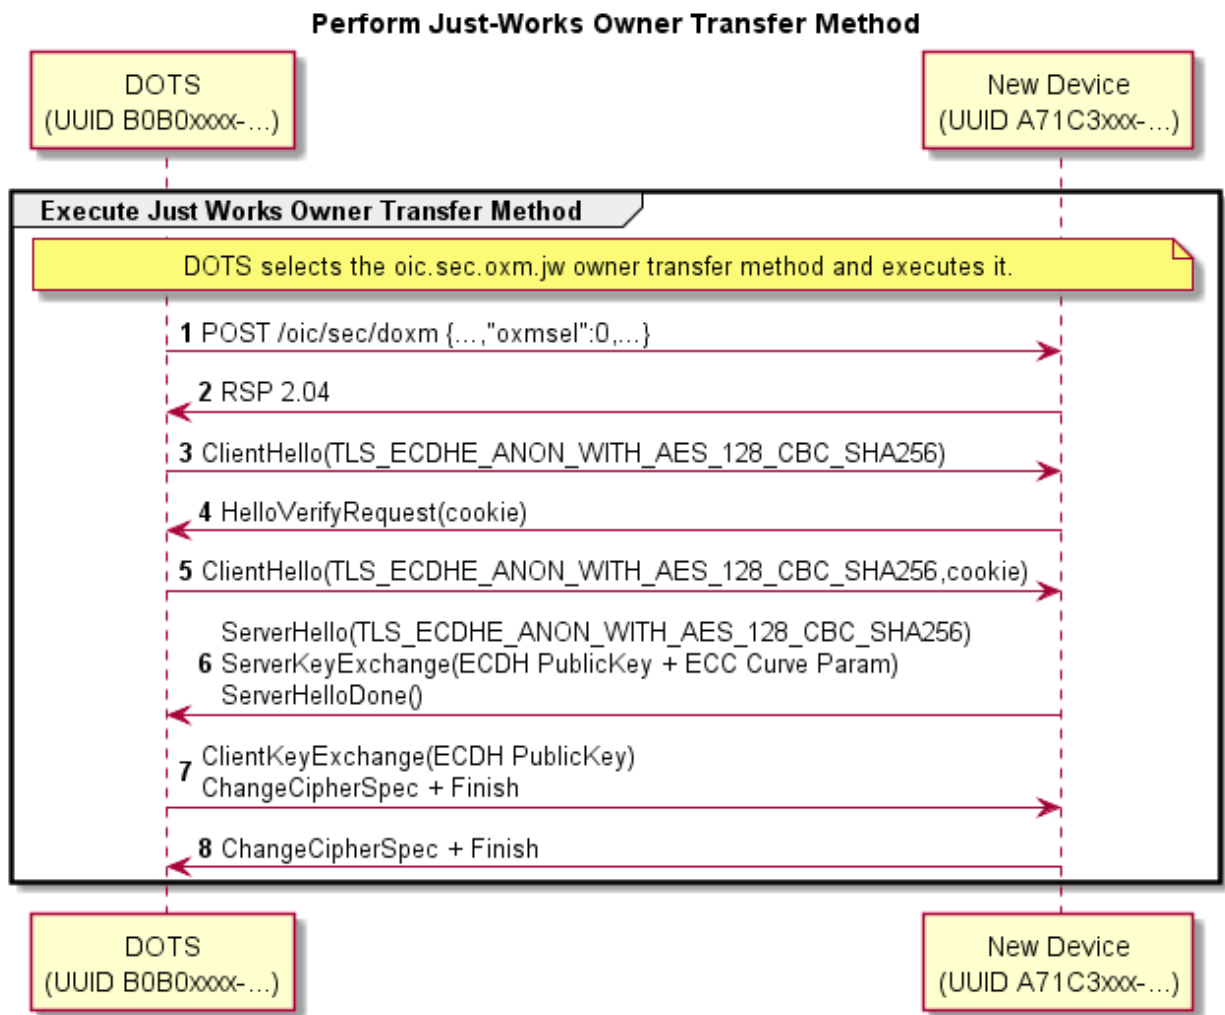 Perform Just-Works Owner Transfer Method
DOTS
(UUID B0B0xxxx-...)
New Device
(UUID A71C3xxx-...)
Execute Just Works Owner Transfer Method
DOTS selects the oic.sec.oxm.jw owner transfer method and executes it.
1 POST /oic/sec/doxm {...,"oxmsel":0,...}
2 RSP 2.04
3 ClientHello(TLS_ECDHE_ANON_WITH_AES_128_CBC_SHA256)
4 HelloVerifyRequest(cookie)
5 ClientHello(TLS_ECDHE_ANON_WITH_AES_128_CBC_SHA256,cookie)
ServerHello(TLS_ECDHE_ANON_WITH_AES_128_CBC_SHA256)
6 ServerKeyExchange(ECDH PublicKey + ECC Curve Param)
ServerHelloDone()
7 ClientKeyExchange(ECDH PublicKey)
ChangeCipherSpec + Finish
8 ChangeCipherSpec + Finish
DOTS
(UUID B0B0xxxx-...)
New Device
(UUID A71C3xxx-...)